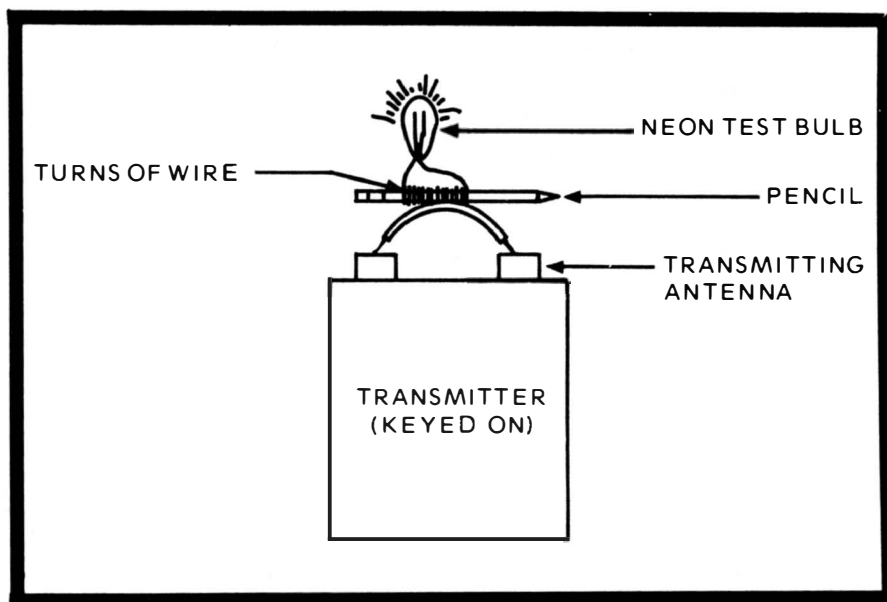 NEON TEST BULB
TURNS OF WIRE
PENCIL
TRANSMITTING
ANTENNA
TRANSMITTER
(KEYED ON)